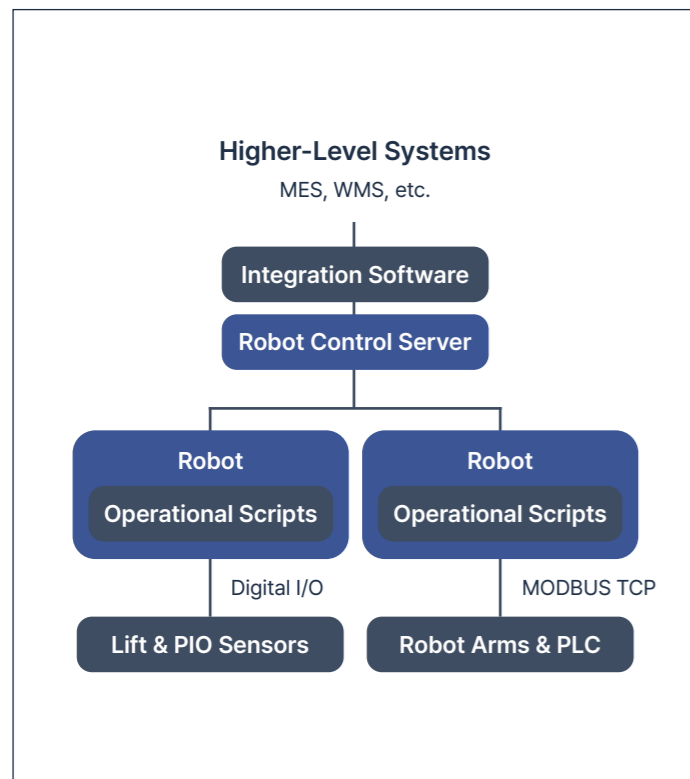 Higher-Level Systems
MES, WMS, etc.
Integration Software
Robot Control Server
Robot
Operational Scripts
Robot
Operational Scripts
Digital I/O
MODBUS TCP
Lift & PIO Sensors
Robot Arms & PLC